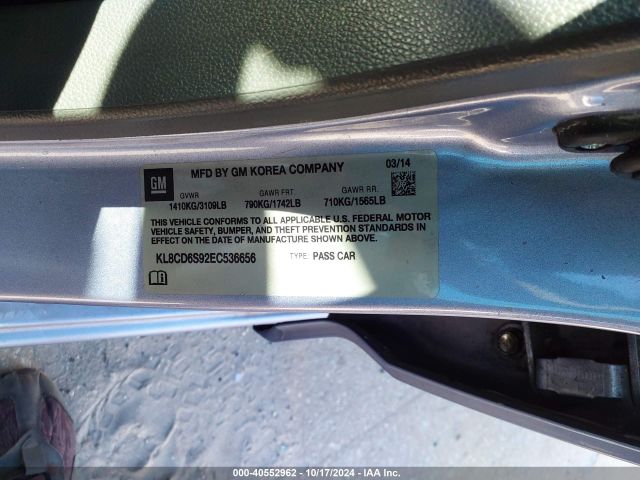 MFD BY GM KOREA COMPANY 03/14
GM
GVWR GAWR FRT. GAWR RR.
1410KG/3109LB 790KG/1742LB 710KG/1565LB
THIS VEHICLE CONFORMS TO ALL APPLICABLE U.S. FEDERAL MOTOR
VEHICLE SAFETY, BUMPER, AND THEFT PREVENTION STANDARDS
IN EFFECT ON THE DATE OF MANUFACTURE SHOWN ABOVE.
KL8CD6S92EC536656 TYPE: PASS CAR
000-40552962 - 10/17/2024 - IAA Inc.